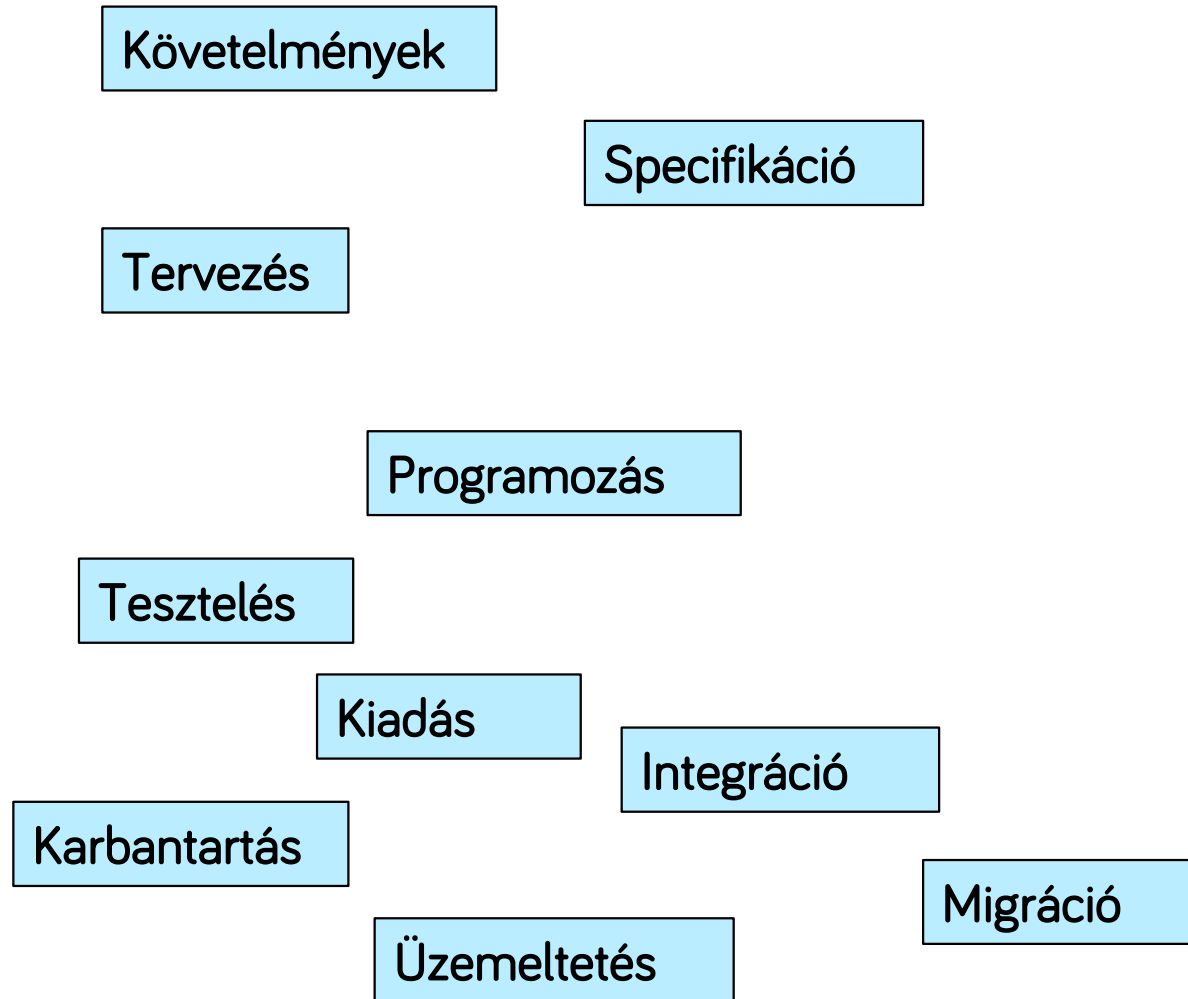 Követelmények
Specifikáció
Tervezés
Programozás
Tesztelés
Kiadás
Integráció
Karbantartás
Migráció
Üzemeltetés